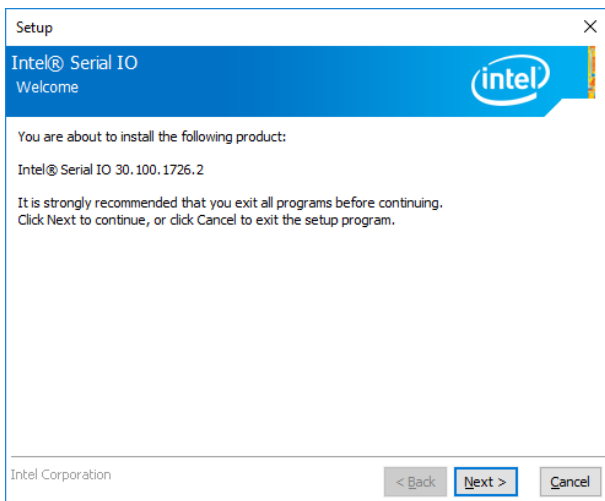 Setup
Intel® Serial IO
Welcome
intel
You are about to install the following product:
Intel® Serial IO 30.100.1726.2
It is strongly recommended that you exit all programs before continuing.
Click Next to continue, or click Cancel to exit the setup program.
Intel Corporation
< Back Next > Cancel